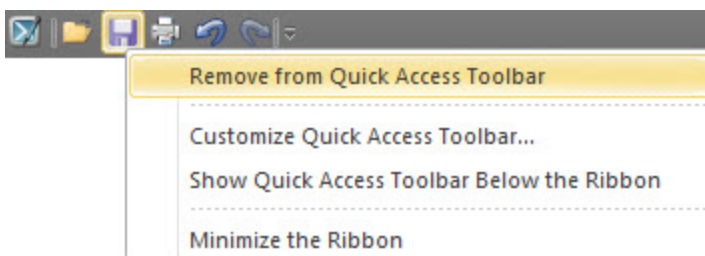 Remove from Quick Access Toolbar
Customize Quick Access Toolbar...
Show Quick Access Toolbar Below the Ribbon
Minimize the Ribbon